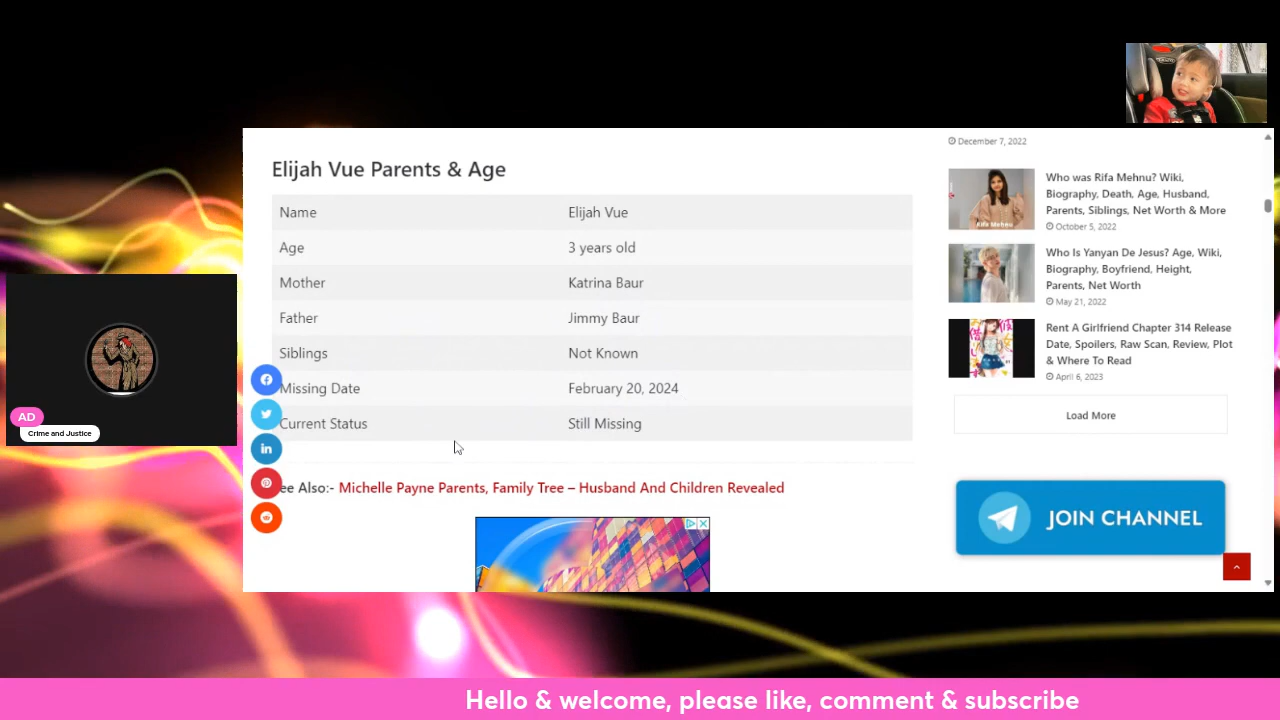 Elijah Vue Parents & Age
Name Elijah Vue
Age 3 years old
Mother Katrina Baur
Father Jimmy Baur
Siblings Not Known
Missing Date February 20, 2024
Current Status Still Missing
ee Also:- Michelle Payne Parents, Family Tree – Husband And Children Revealed
December 7, 2022
Who was Rifa Mehnu? Wiki,
Biography, Death, Age, Husband,
Parents, Siblings, Net Worth & More
October 5, 2022
Rifa Mehnu
Who Is Yanyan De Jesus? Age, Wiki,
Biography, Boyfriend, Height,
Parents, Net Worth
May 21, 2022
Rent A Girlfriend Chapter 314 Release
Date, Spoilers, Raw Scan, Review, Plot
& Where To Read
April 6, 2023
Load More
JOIN CHANNEL
AD
Crime and Justice
Hello & welcome, please like, comment & subscribe